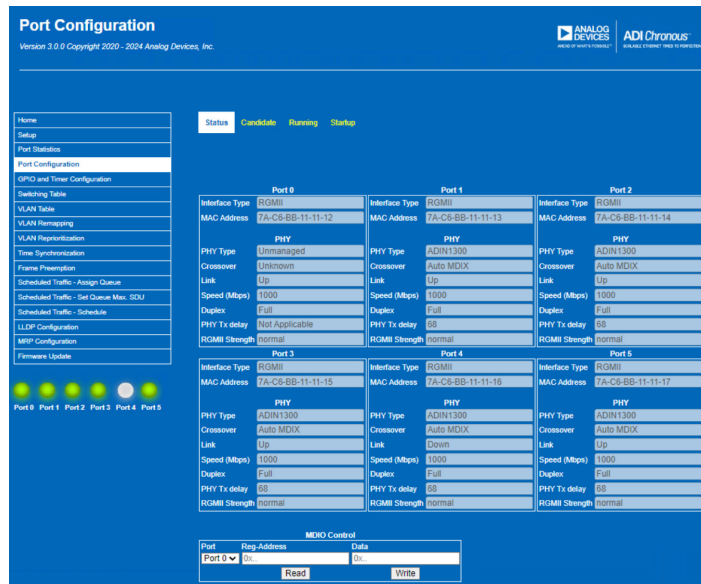 Port Configuration
Version 3.0.0 Copyright 2020 - 2024 Analog Devices, Inc.
ANALOG DEVICES
AHEAD OF WHAT'S POSSIBLE™
ADI Chronous™
SCALABLE ETHERNET TIMED TO PERFECTION
Home
Setup
Port Statistics
Port Configuration
GPIO and Timer Configuration
Switching Table
VLAN Table
VLAN Remapping
VLAN Reprioritization
Time Synchronization
Frame Preemption
Scheduled Traffic - Assign Queue
Scheduled Traffic - Set Queue Max. SDU
Scheduled Traffic - Schedule
LLDP Configuration
MRP Configuration
Firmware Update
Port 0 Port 1 Port 2 Port 3 Port 4 Port 5
Status Candidate Running Startup
Port 0
Interface Type RGMII
MAC Address 7A-C6-BB-11-11-12
PHY
PHY Type Unmanaged
Crossover Unknown
Link Up
Speed (Mbps) 1000
Duplex Full
PHY Tx delay Not Applicable
RGMII Strength normal
Port 1
Interface Type RGMII
MAC Address 7A-C6-BB-11-11-13
PHY
PHY Type ADIN1300
Crossover Auto MDIX
Link Up
Speed (Mbps) 1000
Duplex Full
PHY Tx delay 68
RGMII Strength normal
Port 2
Interface Type RGMII
MAC Address 7A-C6-BB-11-11-14
PHY
PHY Type ADIN1300
Crossover Auto MDIX
Link Up
Speed (Mbps) 1000
Duplex Full
PHY Tx delay 68
RGMII Strength normal
Port 3
Interface Type RGMII
MAC Address 7A-C6-BB-11-11-15
PHY
PHY Type ADIN1300
Crossover Auto MDIX
Link Up
Speed (Mbps) 1000
Duplex Full
PHY Tx delay 68
RGMII Strength normal
Port 4
Interface Type RGMII
MAC Address 7A-C6-BB-11-11-16
PHY
PHY Type ADIN1300
Crossover Auto MDIX
Link Down
Speed (Mbps) 1000
Duplex Full
PHY Tx delay 68
RGMII Strength normal
Port 5
Interface Type RGMII
MAC Address 7A-C6-BB-11-11-17
PHY
PHY Type ADIN1300
Crossover Auto MDIX
Link Up
Speed (Mbps) 1000
Duplex Full
PHY Tx delay 68
RGMII Strength normal
MDIO Control
Port Reg-Address Data
Port 0 0x.. 0x..
Read Write